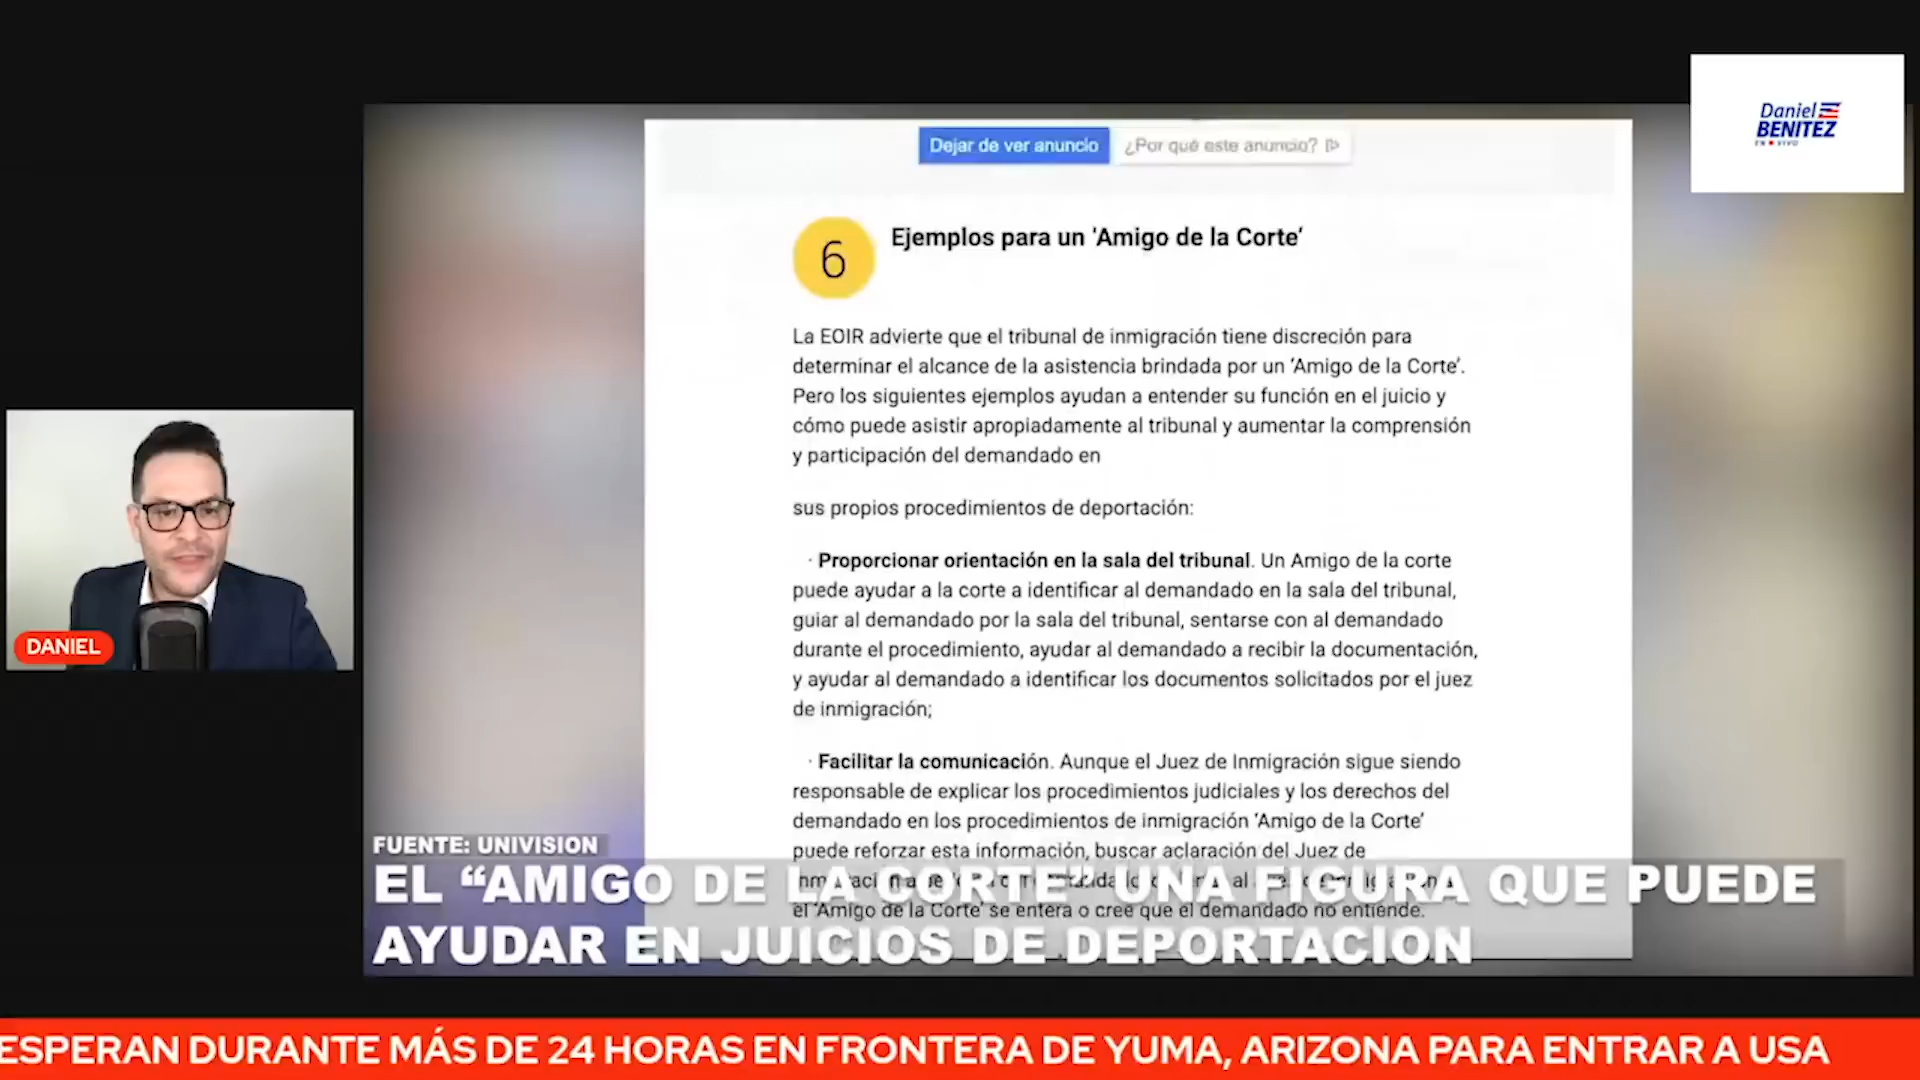 Daniel
BENITEZ
EN VIVO
Dejar de ver anuncio
¿Por qué este anuncio?
6
Ejemplos para un ‘Amigo de la Corte’
La EOIR advierte que el tribunal de inmigración tiene discreción para
determinar el alcance de la asistencia brindada por un ‘Amigo de la Corte’.
Pero los siguientes ejemplos ayudan a entender su función en el juicio y
cómo puede asistir apropiadamente al tribunal y aumentar la comprensión
y participación del demandado en
sus propios procedimientos de deportación:
· Proporcionar orientación en la sala del tribunal. Un Amigo de la corte
puede ayudar a la corte a identificar al demandado en la sala del tribunal,
guiar al demandado por la sala del tribunal, sentarse con al demandado
durante el procedimiento, ayudar al demandado a recibir la documentación,
y ayudar al demandado a identificar los documentos solicitados por el juez
de inmigración;
· Facilitar la comunicación. Aunque el Juez de Inmigración sigue siendo
responsable de explicar los procedimientos judiciales y los derechos del
demandado en los procedimientos de inmigración ‘Amigo de la Corte’
puede reforzar esta información, buscar aclaración del Juez de
el ‘Amigo de la Corte’ se entera o cree que el demandado no entiende.
DANIEL
FUENTE: UNIVISION
EL “AMIGO DE LA CORTE” UNA FIGURA QUE PUEDE
AYUDAR EN JUICIOS DE DEPORTACION
ESPERAN DURANTE MÁS DE 24 HORAS EN FRONTERA DE YUMA, ARIZONA PARA ENTRAR A USA